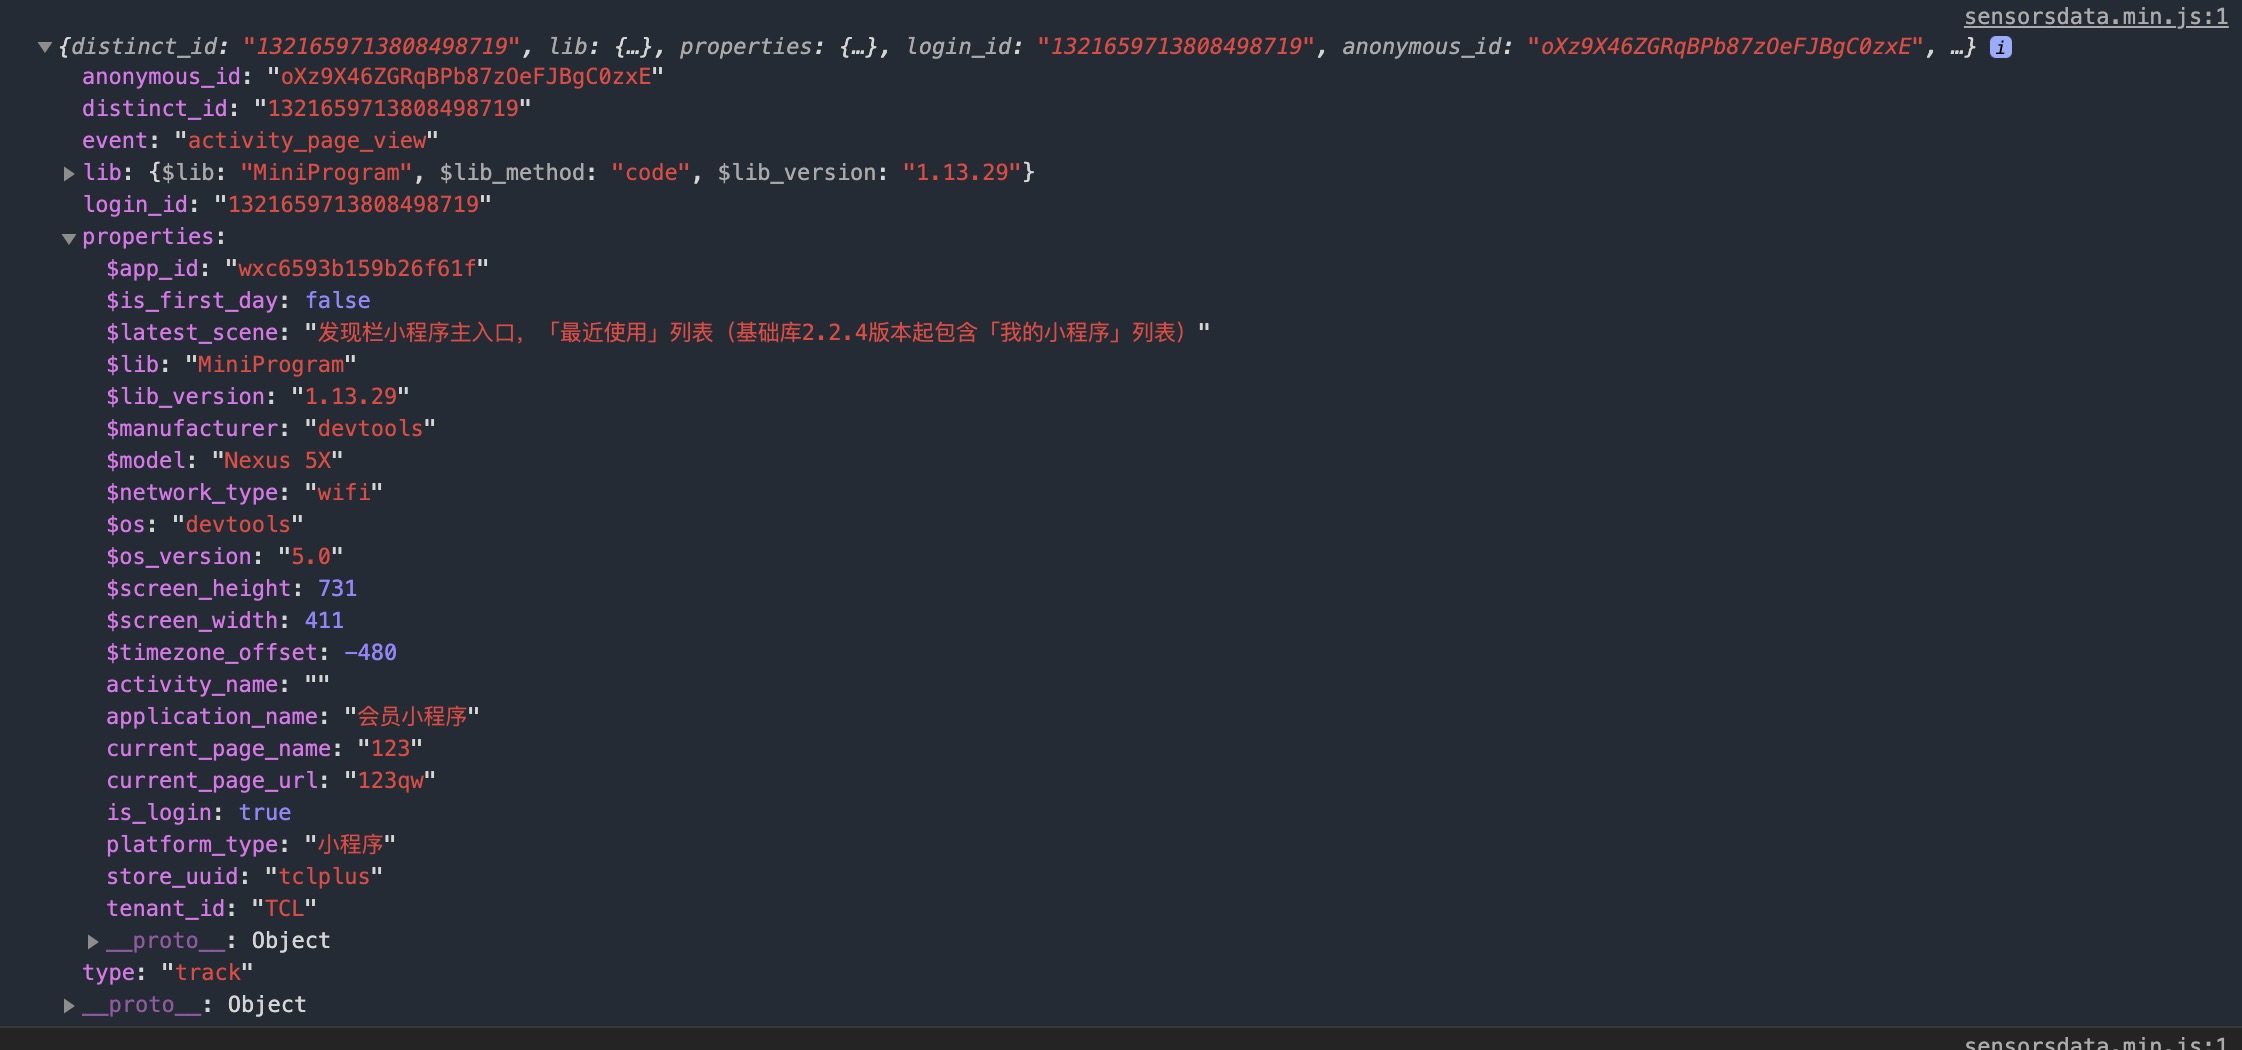 sensorsdata.min.js:1
▼{distinct_id: "1321659713808498719", lib: {…}, properties: {…}, login_id: "1321659713808498719", anonymous_id: "oXz9X46ZGRqBPb87zOeFJBgC0zxE", …} i
anonymous_id: "oXz9X46ZGRqBPb87zOeFJBgC0zxE"
distinct_id: "1321659713808498719"
event: "activity_page_view"
▶lib: {$lib: "MiniProgram", $lib_method: "code", $lib_version: "1.13.29"}
login_id: "1321659713808498719"
▼properties:
$app_id: "wxc6593b159b26f61f"
$is_first_day: false
$latest_scene: "发现栏小程序主入口，「最近使用」列表（基础库2.2.4版本起包含「我的小程序」列表）"
$lib: "MiniProgram"
$lib_version: "1.13.29"
$manufacturer: "devtools"
$model: "Nexus 5X"
$network_type: "wifi"
$os: "devtools"
$os_version: "5.0"
$screen_height: 731
$screen_width: 411
$timezone_offset: -480
activity_name: ""
application_name: "会员小程序"
current_page_name: "123"
current_page_url: "123qw"
is_login: true
platform_type: "小程序"
store_uuid: "tclplus"
tenant_id: "TCL"
▶__proto__: Object
type: "track"
▶__proto__: Object
sensorsdata.min.js:1